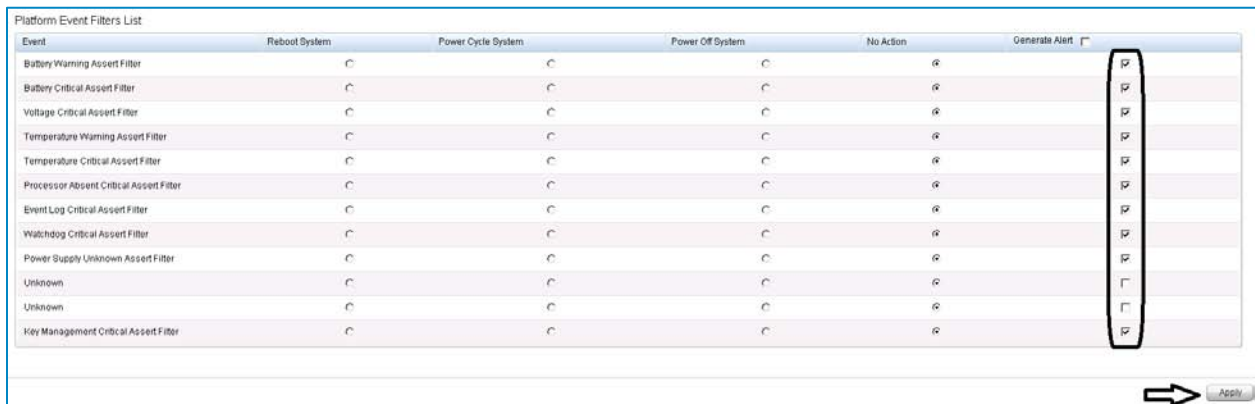 Platform Event Filters List
Event Reboot System Power Cycle System Power Off System No Action Generate Alert
Battery Warning Assert Filter
Battery Critical Assert Filter
Voltage Critical Assert Filter
Temperature Warning Assert Filter
Temperature Critical Assert Filter
Processor Absent Critical Assert Filter
Event Log Critical Assert Filter
Watchdog Critical Assert Filter
Power Supply Unknown Assert Filter
Unknown
Unknown
Key Management Critical Assert Filter
Apply